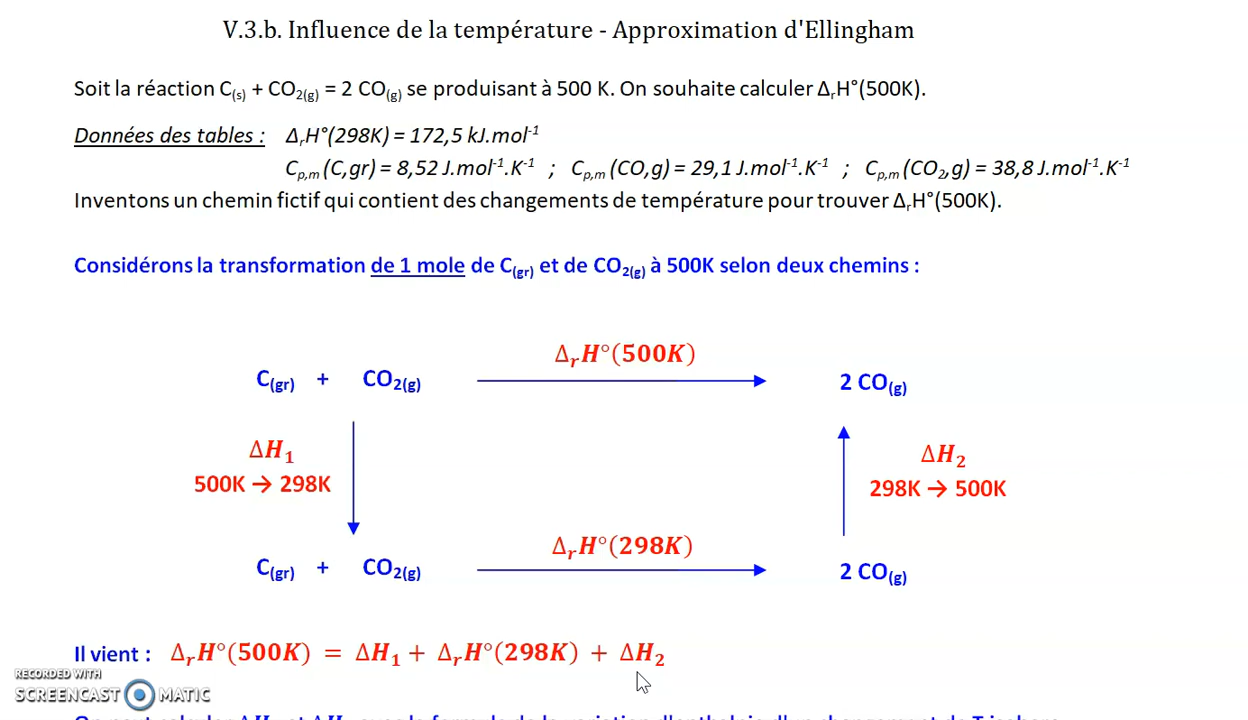 V.3.b. Influence de la température - Approximation d'Ellingham
Soit la réaction C(s) + CO2(g) = 2 CO(g) se produisant à 500 K. On souhaite calculer ΔrH°(500K).
Données des tables : ΔrH°(298K) = 172,5 kJ.mol-1
Cp,m (C,gr) = 8,52 J.mol-1.K-1 ; Cp,m (CO,g) = 29,1 J.mol-1.K-1 ; Cp,m (CO2,g) = 38,8 J.mol-1.K-1
Inventons un chemin fictif qui contient des changements de température pour trouver ΔrH°(500K).
Considérons la transformation de 1 mole de C(gr) et de CO2(g) à 500K selon deux chemins :
ΔrH°(500K)
C(gr) + CO2(g) 2 CO(g)
ΔH1
500K → 298K
ΔH2
298K → 500K
ΔrH°(298K)
C(gr) + CO2(g) 2 CO(g)
Il vient : ΔrH°(500K) = ΔH1 + ΔrH°(298K) + ΔH2
RECORDED WITH
SCREENCAST MATIC